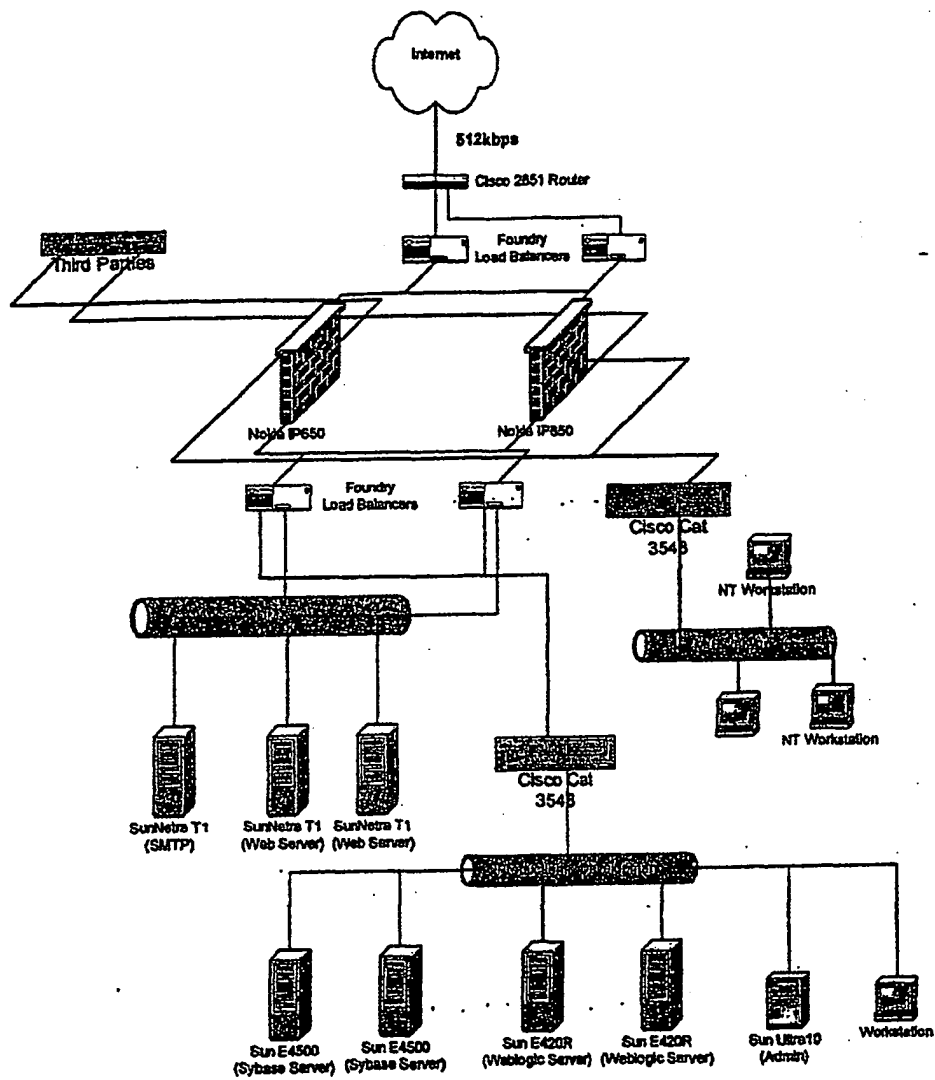 Internet
512kbps
Cisco 2851 Router
Foundry
Load Balancers
Third Parties
Nokia IP650
Nokia IP650
Foundry
Load Balancers
Cisco Cat
3548
NT Workstation
NT Workstation
Cisco Cat
3548
SunNetra T1
(SMTP)
SunNetra T1
(Web Server)
SunNetra T1
(Web Server)
Sun E4500
(Sybase Server)
Sun E4500
(Sybase Server)
Sun E420R
(Weblogic Server)
Sun E420R
(Weblogic Server)
Sun Ultra10
(Admin)
Workstation